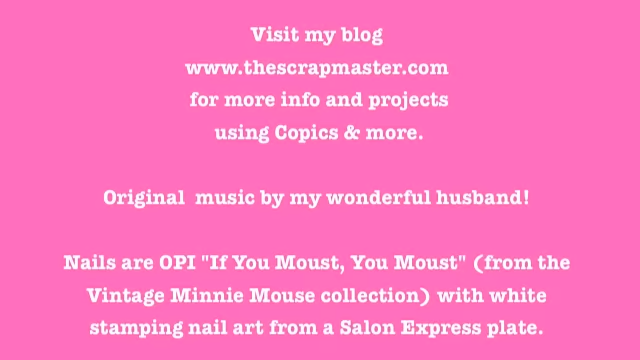 Visit my blog
www.thescrapmaster.com
for more info and projects
using Copics & more.
Original music by my wonderful husband!
Nails are OPI "If You Moust, You Moust" (from the
Vintage Minnie Mouse collection) with white
stamping nail art from a Salon Express plate.